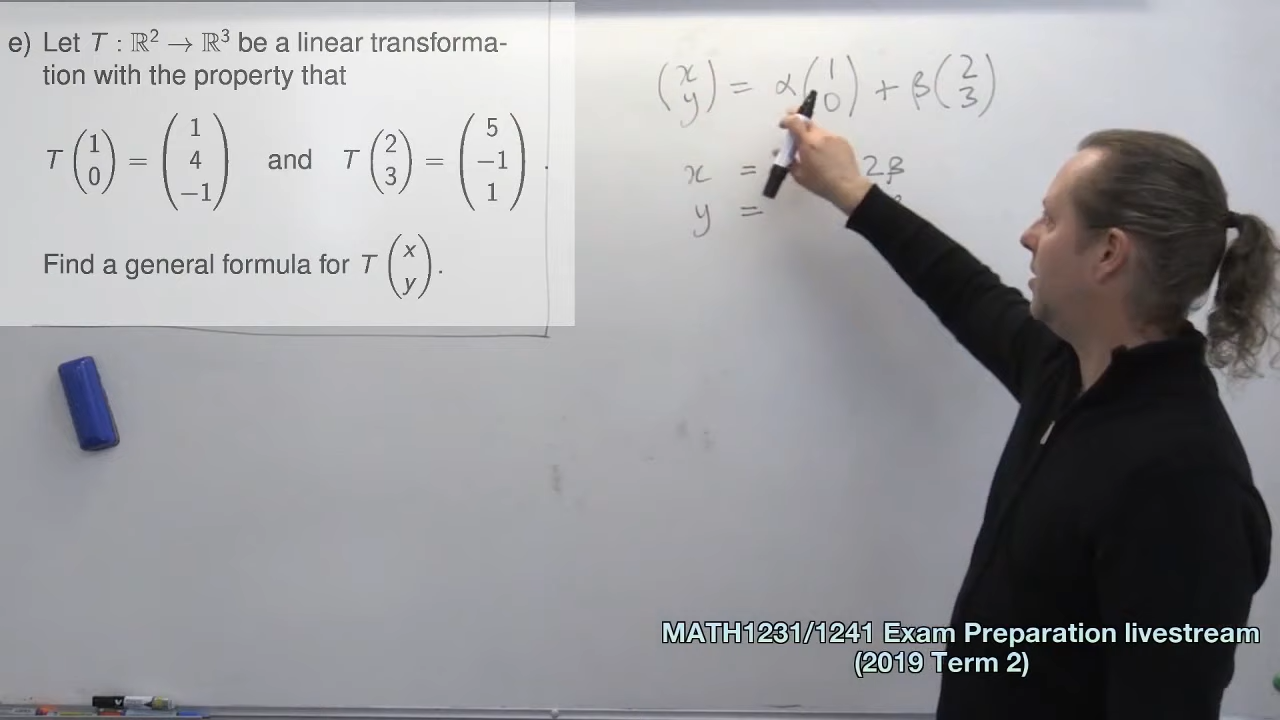 e) Let T : ℝ² → ℝ³ be a linear transforma-
tion with the property that
T (1 0) = (1 4 −1) and T (2 3) = (5 −1 1) .
Find a general formula for T (x y).
(x y) = α(1 0) + β(2 3)
x = 2β
y =
MATH1231/1241 Exam Preparation livestream
(2019 Term 2)